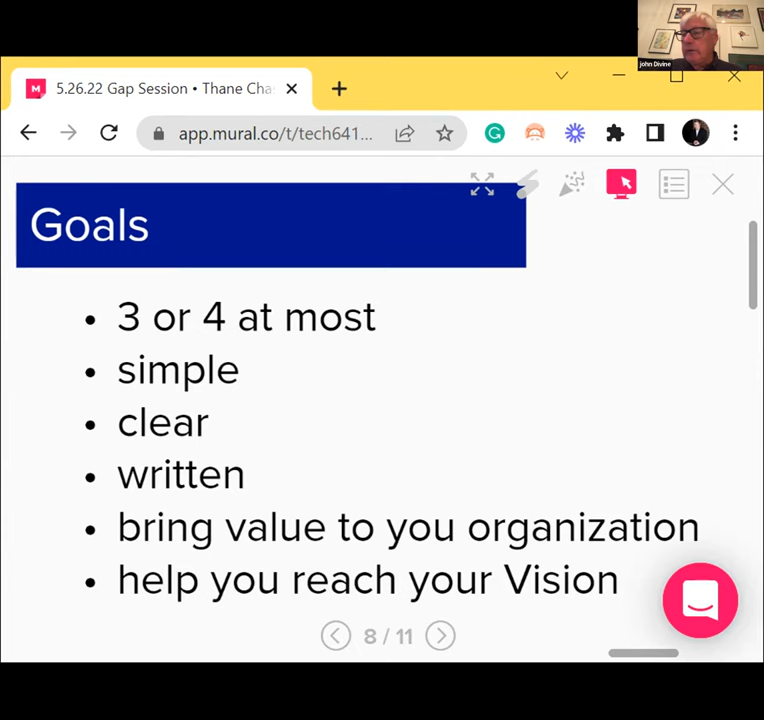 john Divine
5.26.22 Gap Session • Thane Cha
app.mural.co/t/tech641...
Goals
• 3 or 4 at most
• simple
• clear
• written
• bring value to you organization
• help you reach your Vision
8 / 11